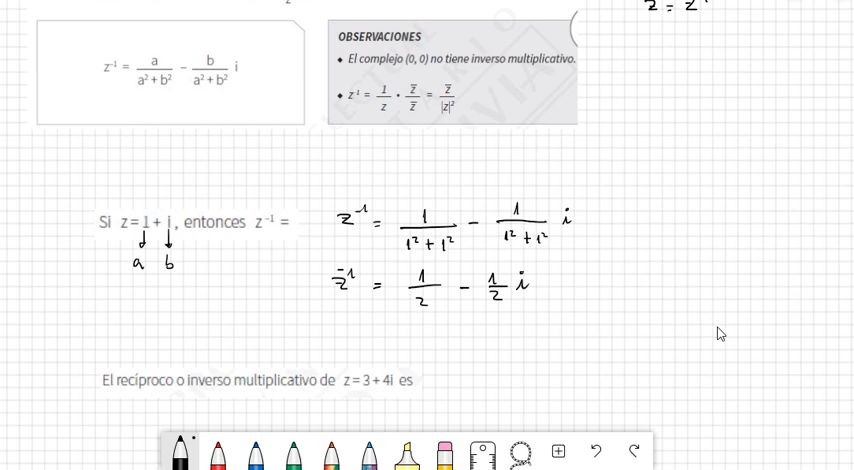 z̄ = z⁻¹
z⁻¹ = a/(a² + b²) − b/(a² + b²) i
OBSERVACIONES
• El complejo (0, 0) no tiene inverso multiplicativo.
• z⁻¹ = 1/z • z̄/z̄ = z̄/|z|²
Si z = 1 + i, entonces z⁻¹ =
a b
z⁻¹ = 1/(1² + 1²) − 1/(1² + 1²) i
z⁻¹ = 1/2 − 1/2 i
El recíproco o inverso multiplicativo de z = 3 + 4i es